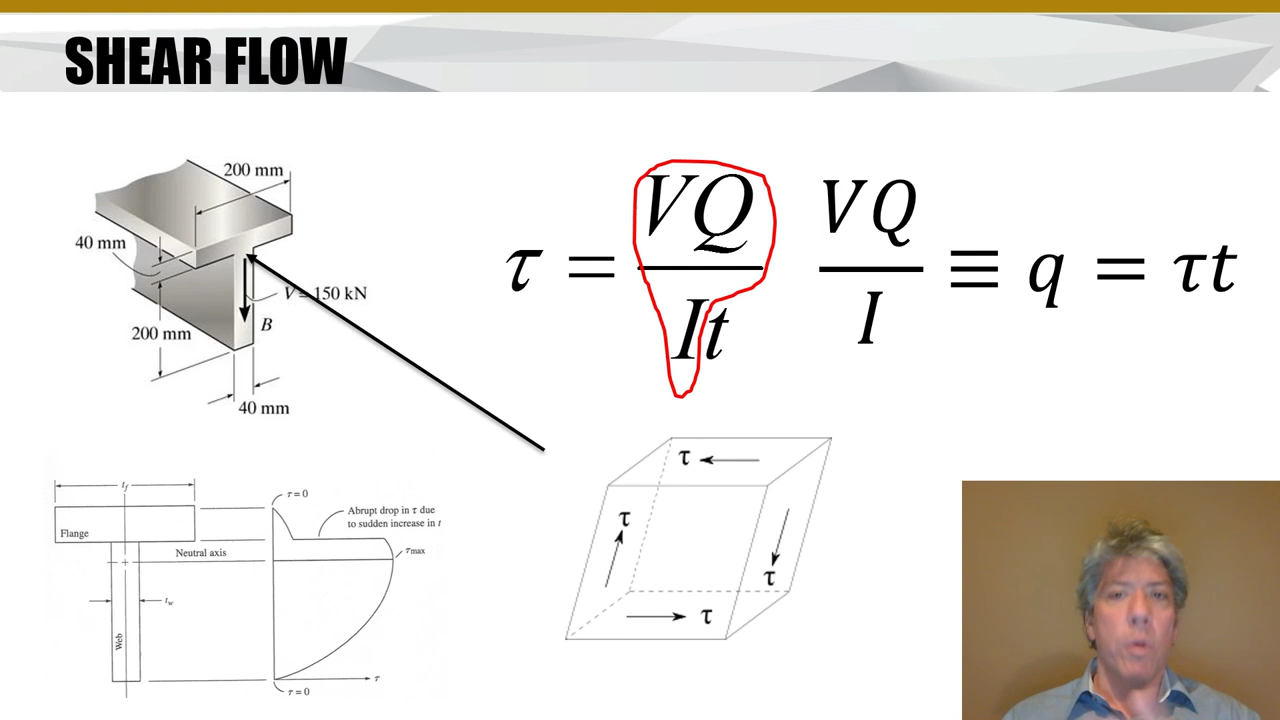 SHEAR FLOW
200 mm
40 mm
V = 150 kN
B
200 mm
40 mm
τ = VQ / It
VQ / I ≡ q = τt
t_f
Flange
Neutral axis
t_w
Web
τ = 0
Abrupt drop in τ due
to sudden increase in t
τ_max
τ
τ = 0
τ
τ
τ
τ